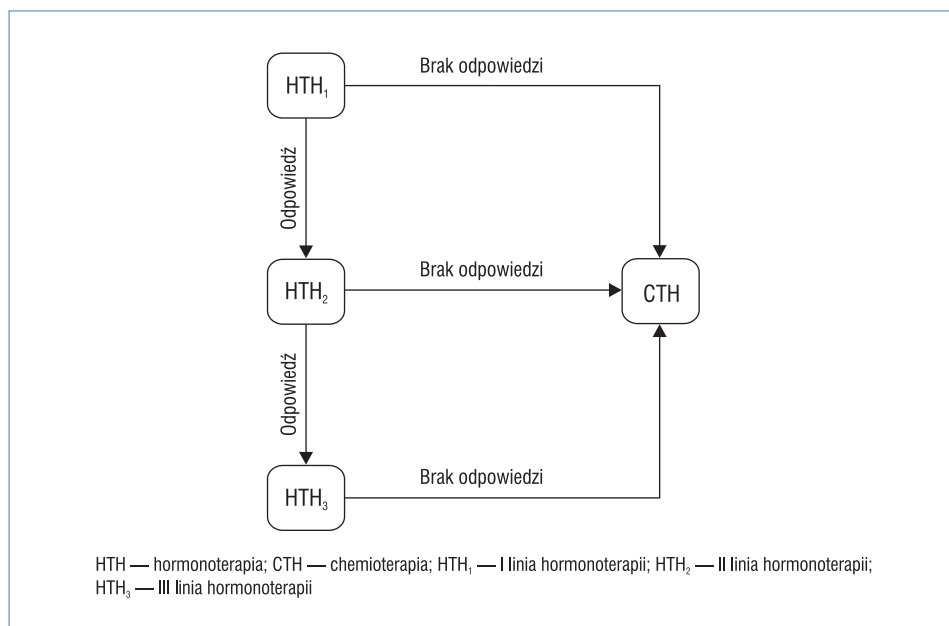 Brak odpowiedzi
HTH₁
Odpowiedź
Brak odpowiedzi
HTH₂
CTH
Odpowiedź
Brak odpowiedzi
HTH₃
HTH — hormonoterapia; CTH — chemioterapia; HTH₁ — I linia hormonoterapii; HTH₂ — II linia hormonoterapii;
HTH₃ — III linia hormonoterapii